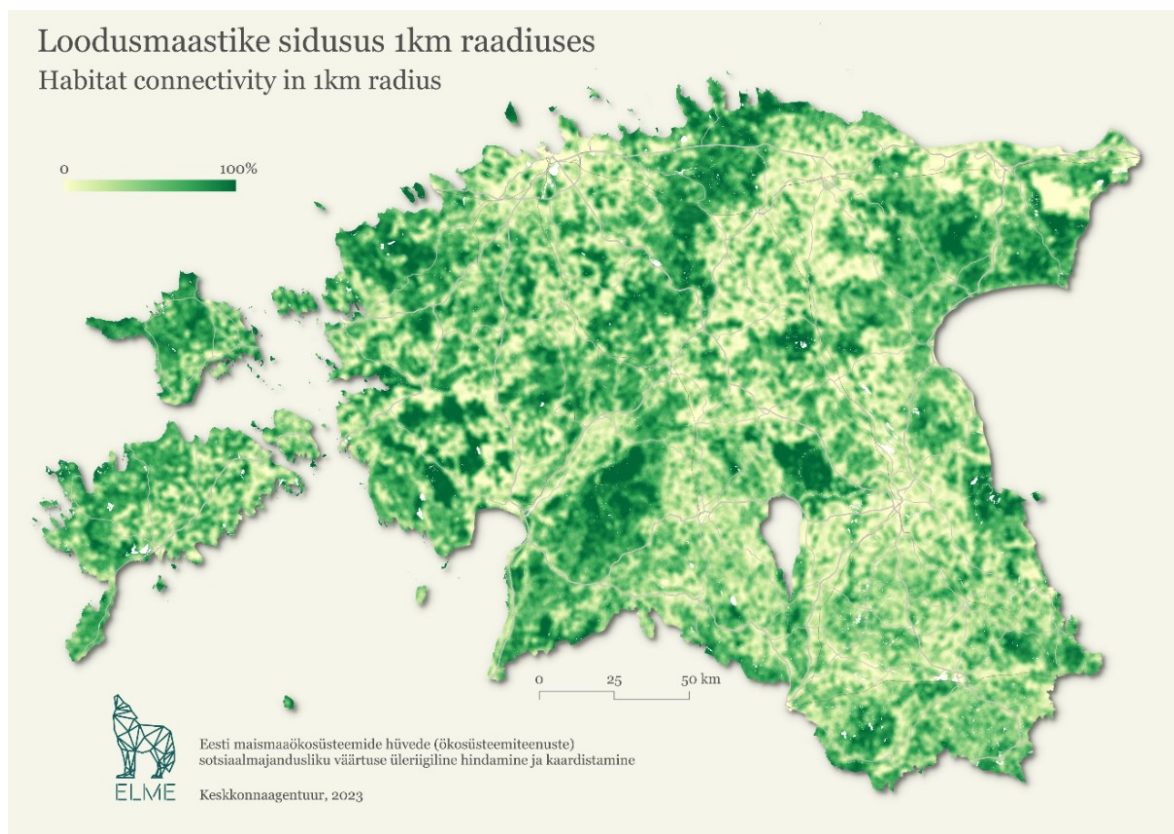 Loodusmaastike sidusus 1km raadiuses
Habitat connectivity in 1km radius
0 100%
0 25 50 km
Eesti maismaaökosüsteemide hüvede (ökosüsteemiteenuste)
sotsiaalmajandusliku väärtuse üleriigiline hindamine ja kaardistamine
ELME
Keskkonnaagentuur, 2023